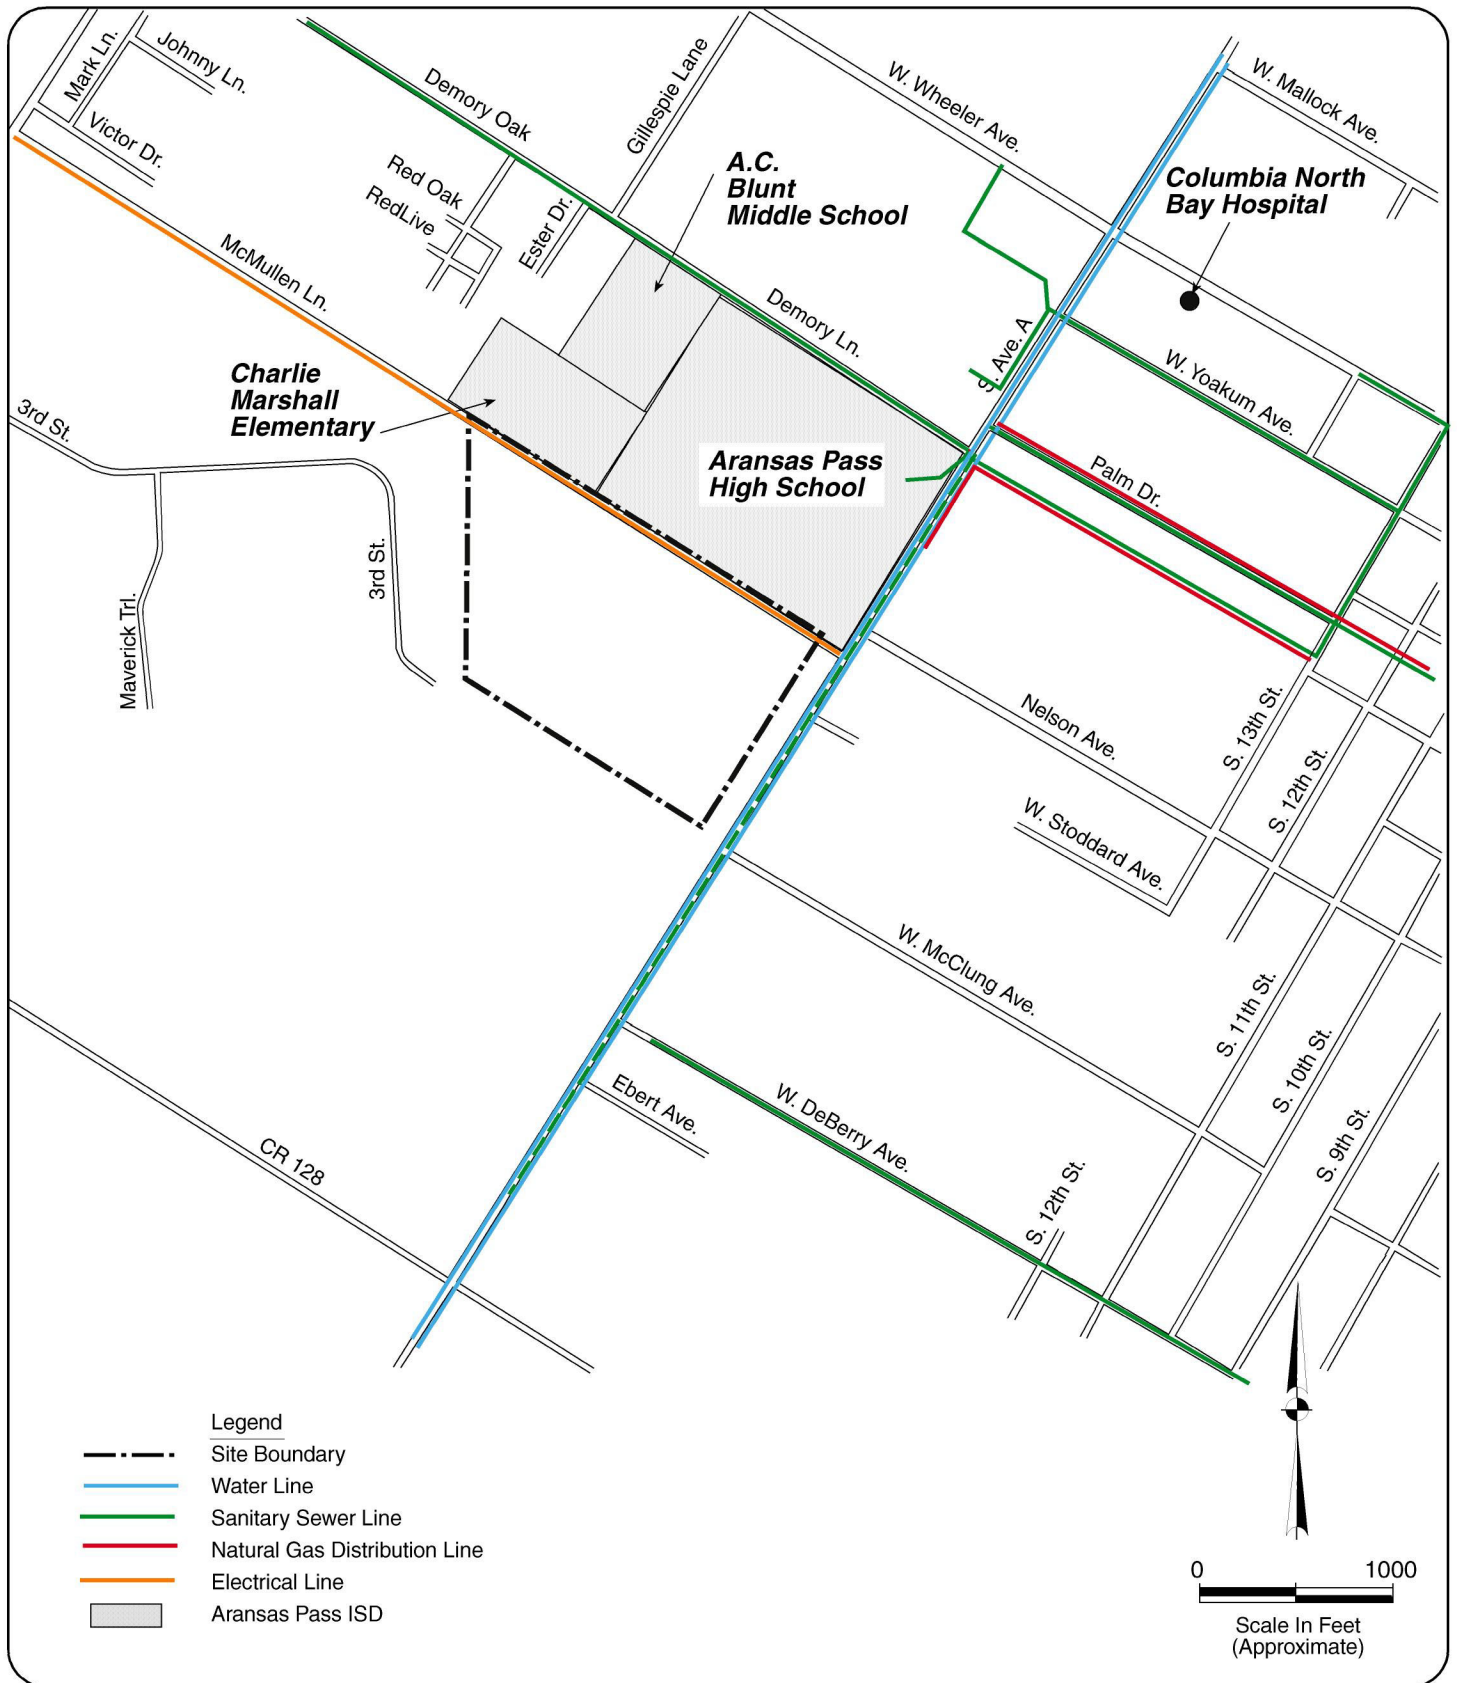 Mark Ln.
Johnny Ln.
Victor Dr.
Demory Oak
Gillespie Lane
W. Wheeler Ave.
W. Mallock Ave.
Red Oak
RedLive
Ester Dr.
A.C.
Blunt
Middle School
Columbia North
Bay Hospital
McMullen Ln.
Demory Ln.
S. Ave. A
W. Yoakum Ave.
Charlie
Marshall
Elementary
3rd St.
Aransas Pass
High School
Palm Dr.
3rd St.
Maverick Trl.
Nelson Ave.
S. 13th St.
S. 12th St.
W. Stoddard Ave.
W. McClung Ave.
S. 11th St.
S. 10th St.
S. 9th St.
Ebert Ave.
W. DeBerry Ave.
CR 128
S. 12th St.
Legend
Site Boundary
Water Line
Sanitary Sewer Line
Natural Gas Distribution Line
Electrical Line
Aransas Pass ISD
0 1000
Scale In Feet
(Approximate)